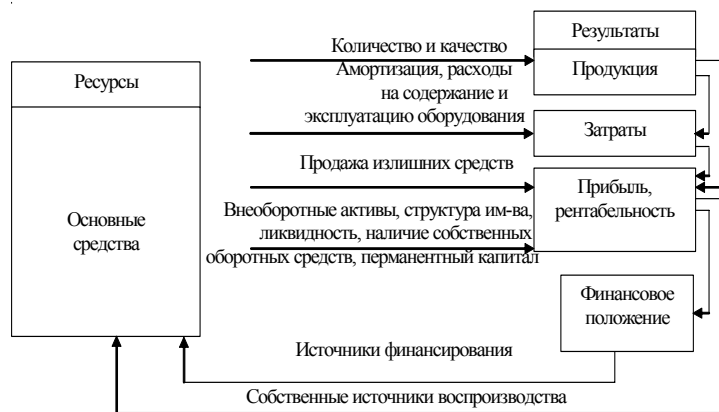 Ресурсы
Основные
средства
Количество и качество
Амортизация, расходы
на содержание и
эксплуатацию оборудования
Продажа излишних средств
Внеоборотные активы, структура им-ва,
ликвидность, наличие собственных
оборотных средств, перманентный капитал
Результаты
Продукция
Затраты
Прибыль,
рентабельность
Финансовое
положение
Источники финансирования
Собственные источники воспроизводства